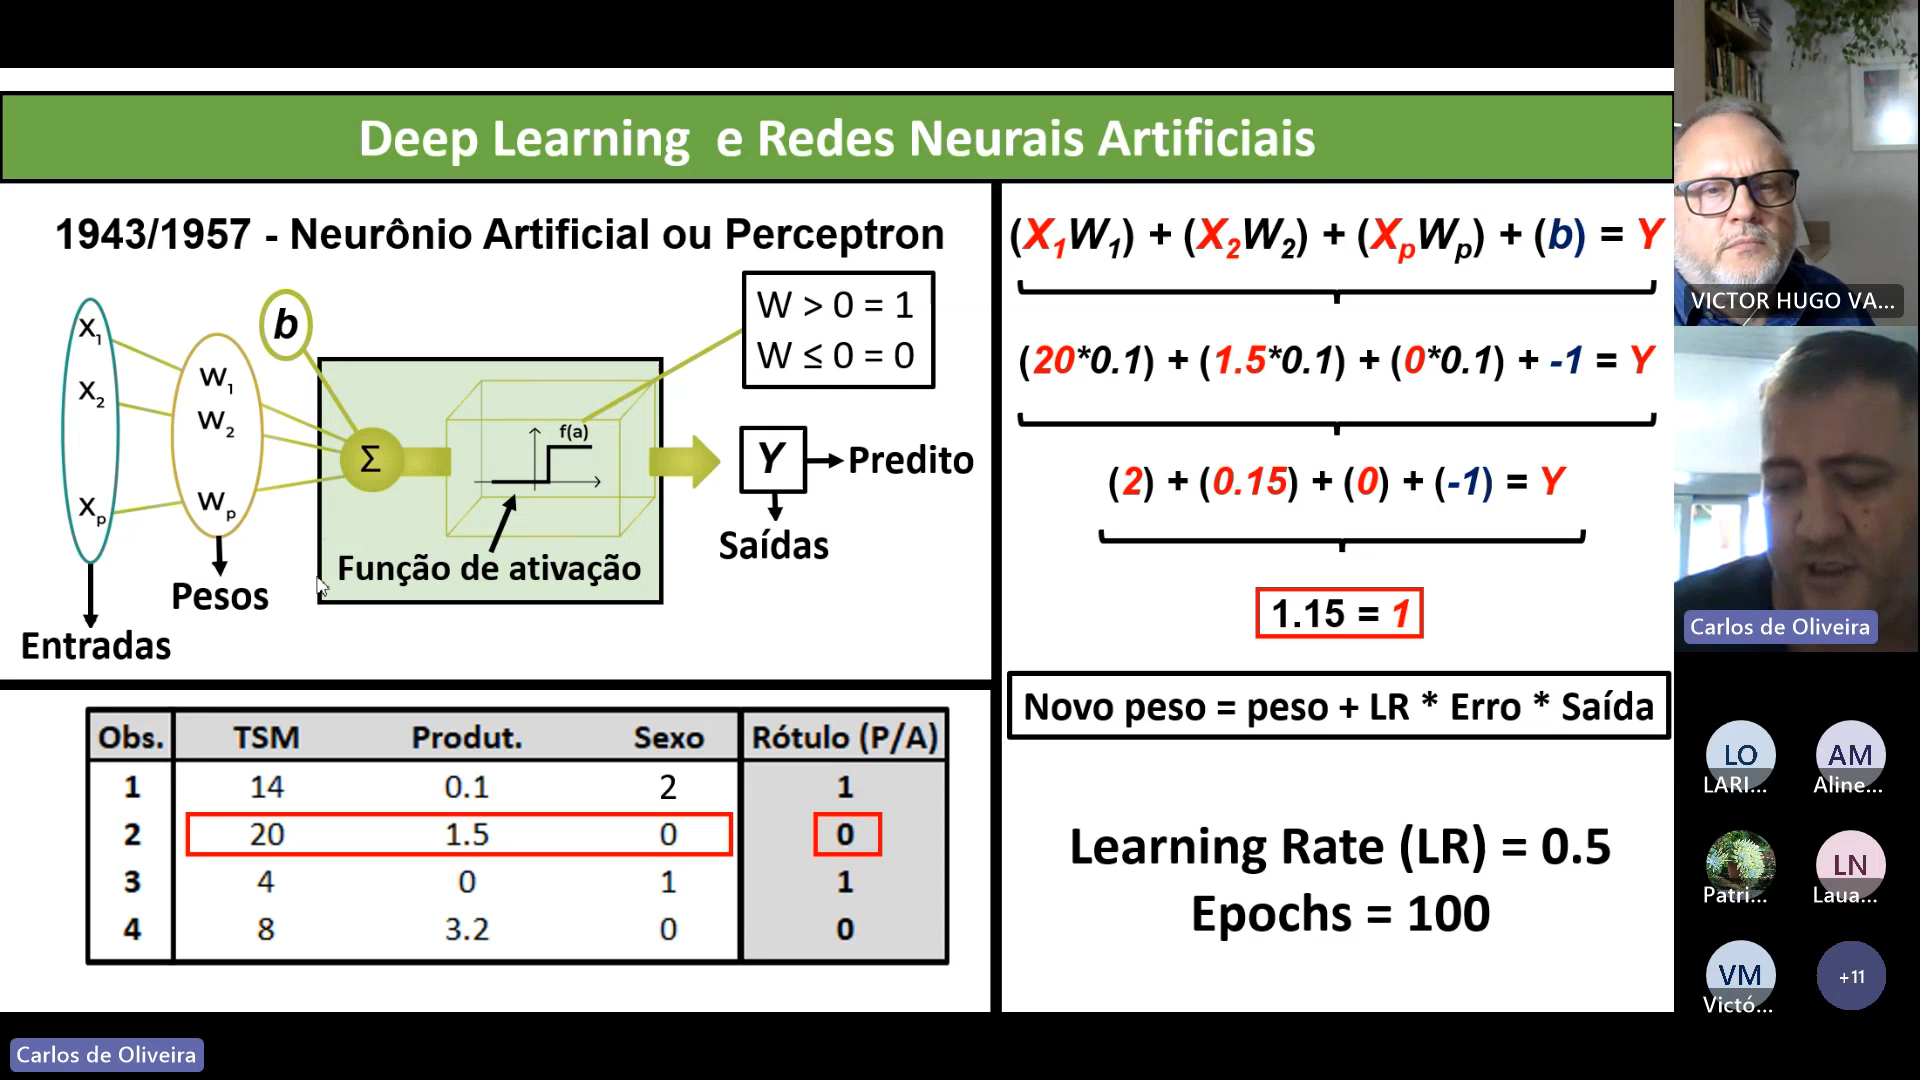 Deep Learning e Redes Neurais Artificiais
1943/1957 - Neurônio Artificial ou Perceptron
X1
X2
Xp
W1
W2
Wp
b
Σ
f(a)
Função de ativação
W > 0 = 1
W ≤ 0 = 0
Y
Predito
Saídas
Pesos
Entradas
(X1W1) + (X2W2) + (XpWp) + (b) = Y
(20*0.1) + (1.5*0.1) + (0*0.1) + -1 = Y
(2) + (0.15) + (0) + (-1) = Y
1.15 = 1
Novo peso = peso + LR * Erro * Saída
Learning Rate (LR) = 0.5
Epochs = 100
Obs. TSM Produt. Sexo Rótulo (P/A)
1 14 0.1 2 1
2 20 1.5 0 0
3 4 0 1 1
4 8 3.2 0 0
VICTOR HUGO VA...
Carlos de Oliveira
LO
LARI...
AM
Aline...
Patri...
LN
Laua...
VM
Victó...
+11
Carlos de Oliveira